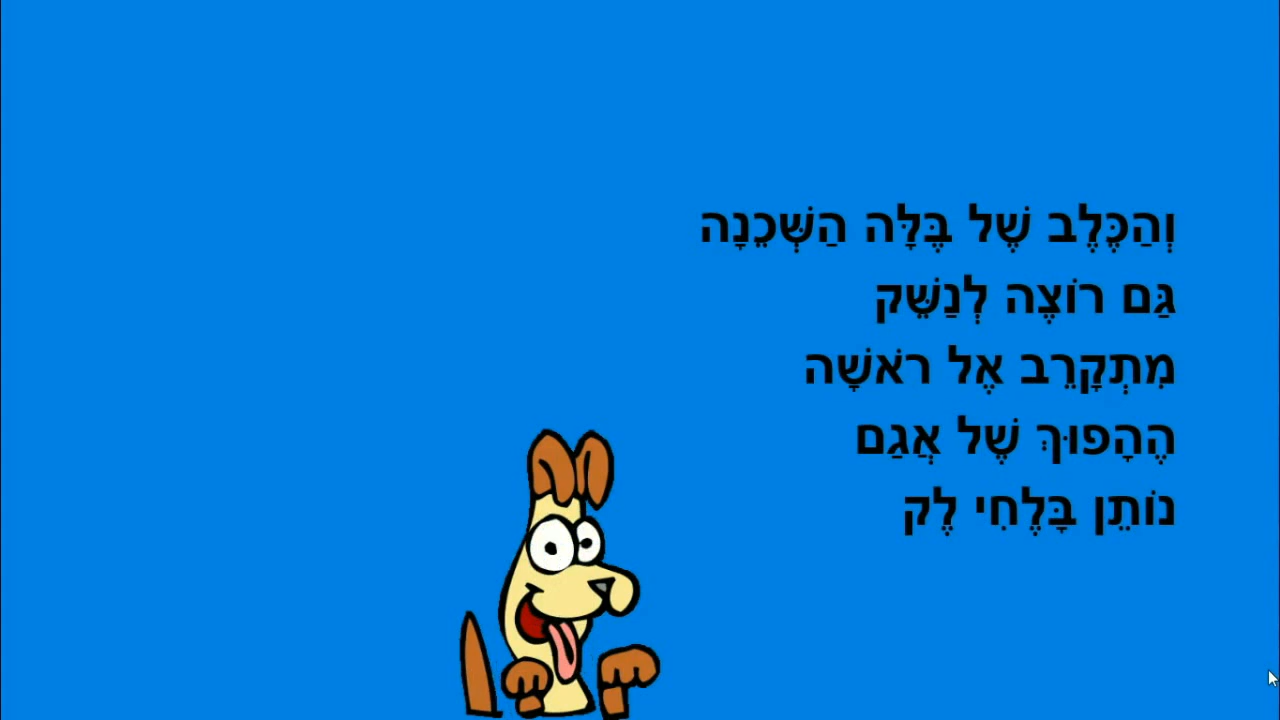 וְהַכֶּלֶב שֶׁל בֶּלָּה הַשְּׁכֵנָה
גַּם רוֹצֶה לְנַשֵּׁק
מִתְקָרֵב אֶל רֹאשָׁהּ
הֶהָפוּךְ שֶׁל אֲגַם
נוֹתֵן בָּלֶחִי לֶק